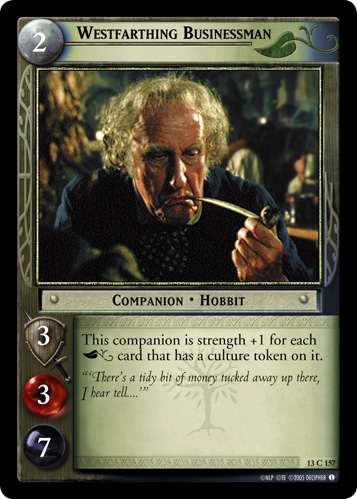 2
Westfarthing Businessman
Companion • Hobbit
3
This companion is strength +1 for each
card that has a culture token on it.
3
"'There's a tidy bit of money tucked away up there,
I hear tell....'"
7
13 C 157
©NLP ©TE ©2005 DECIPHER